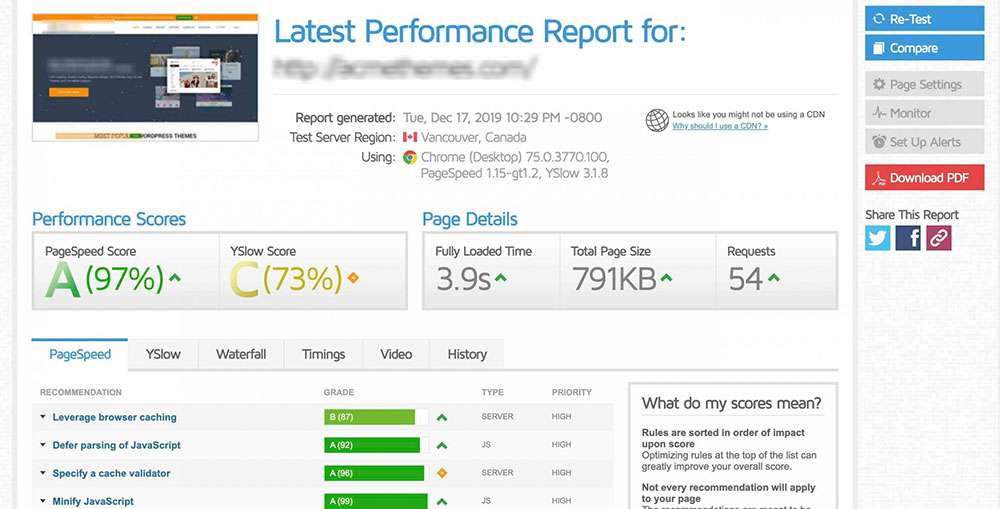 Latest Performance Report for:
Report generated: Tue, Dec 17, 2019 10:29 PM -0800
Test Server Region: Vancouver, Canada
Using: Chrome (Desktop) 75.0.3770.100,
PageSpeed 1.15-gt1.2, YSlow 3.1.8
Looks like you might not be using a CDN
Why should I use a CDN? »
Re-Test
Compare
Page Settings
Monitor
Set Up Alerts
Download PDF
Share This Report
Performance Scores
PageSpeed Score
A (97%)
YSlow Score
C (73%)
Page Details
Fully Loaded Time
3.9s
Total Page Size
791KB
Requests
54
PageSpeed YSlow Waterfall Timings Video History
RECOMMENDATION GRADE TYPE PRIORITY
Leverage browser caching B (87) SERVER HIGH
Defer parsing of JavaScript A (92) JS HIGH
Specify a cache validator A (96) SERVER HIGH
Minify JavaScript A (99) JS HIGH
What do my scores mean?
Rules are sorted in order of impact
upon score
Optimizing rules at the top of the list can
greatly improve your overall score.
Not every recommendation will apply
to your page
The recommendations are meant to be